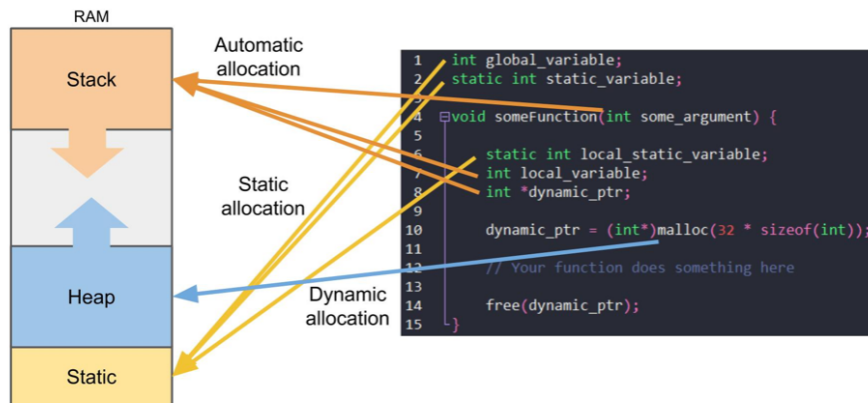 RAM
Stack
Heap
Static
Automatic
allocation
Static
allocation
Dynamic
allocation
1 int global_variable;
2 static int static_variable;
3
4 void someFunction(int some_argument) {
5
6 static int local_static_variable;
7 int local_variable;
8 int *dynamic_ptr;
9
10 dynamic_ptr = (int*)malloc(32 * sizeof(int));
11
12 // Your function does something here
13
14 free(dynamic_ptr);
15 }